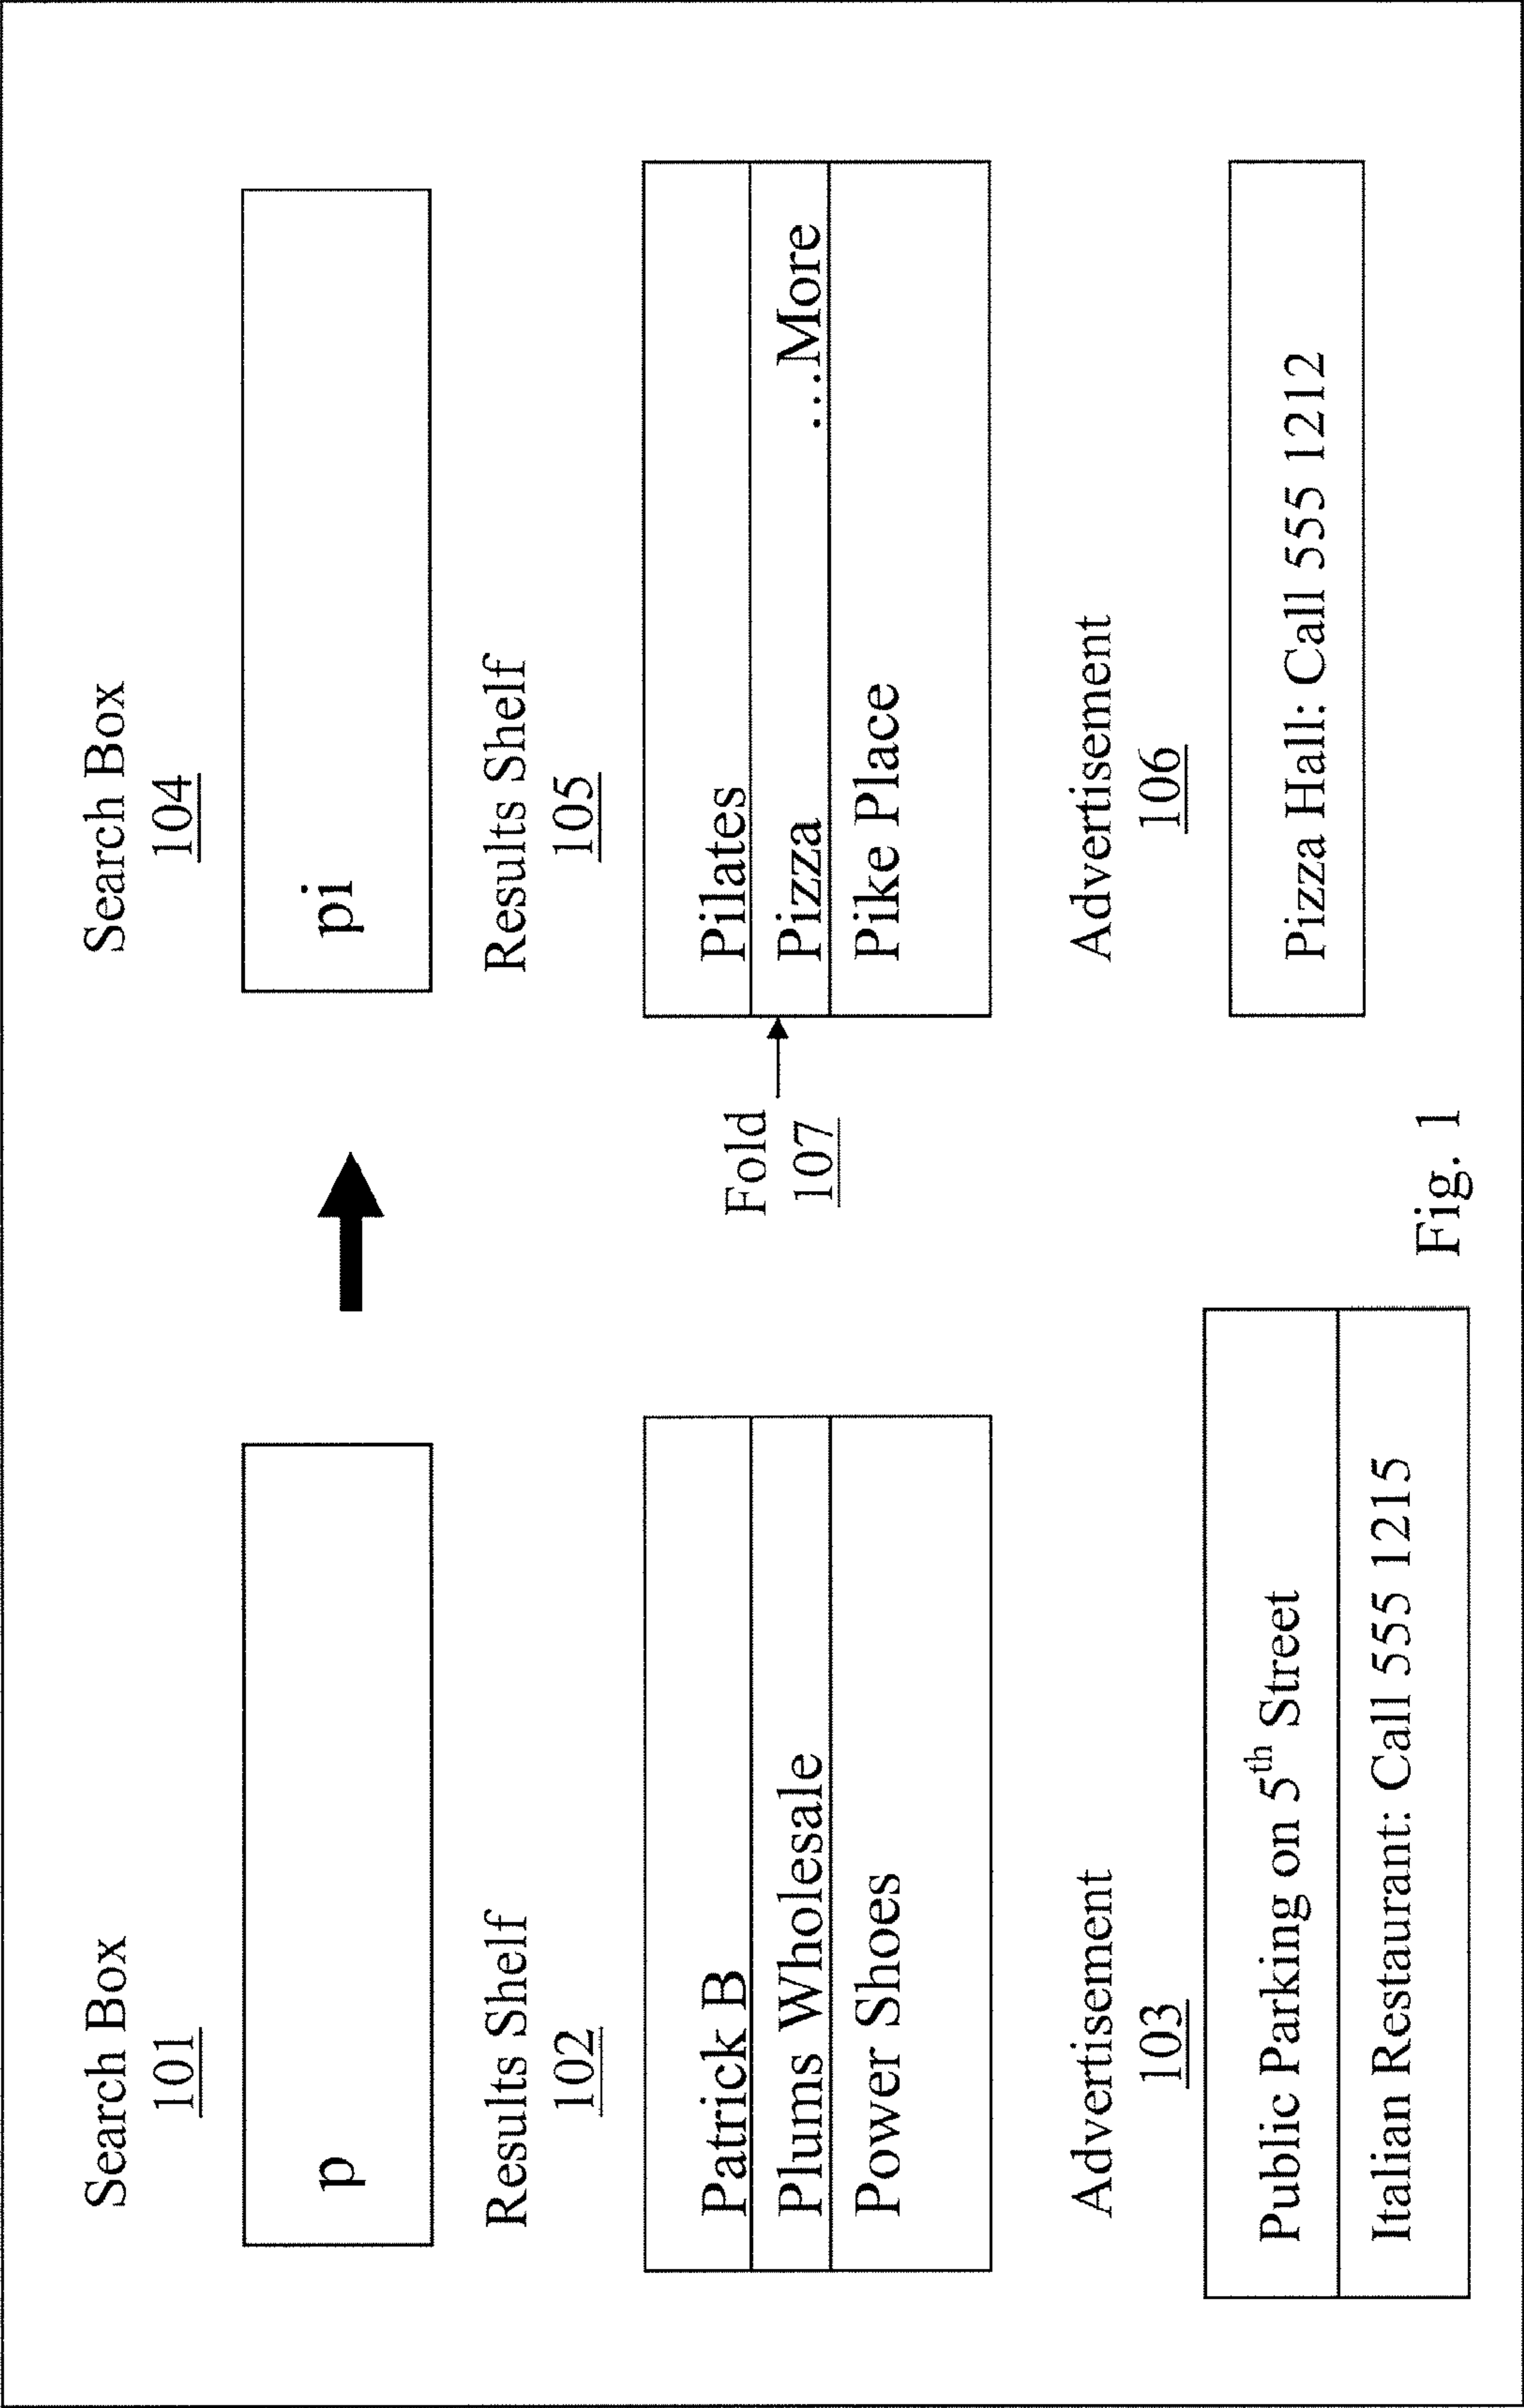 Search Box
101
p
Results Shelf
102
Patrick B
Plums Wholesale
Power Shoes
Advertisement
103
Public Parking on 5th Street
Italian Restaurant: Call 555 1215
Search Box
104
pi
Results Shelf
105
Fold
107
Pilates
Pizza ...More
Pike Place
Advertisement
106
Pizza Hall: Call 555 1212
Fig. 1